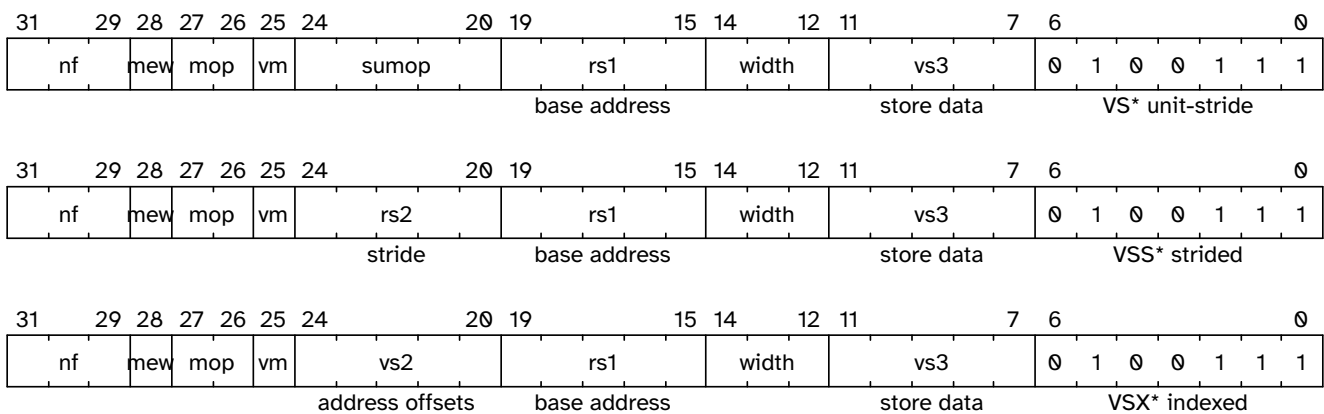 31 29 28 27 26 25 24 20 19 15 14 12 11 7 6 0
nf mew mop vm sumop rs1 width vs3 0 1 0 0 1 1 1
base address store data VS* unit-stride
31 29 28 27 26 25 24 20 19 15 14 12 11 7 6 0
nf mew mop vm rs2 rs1 width vs3 0 1 0 0 1 1 1
stride base address store data VSS* strided
31 29 28 27 26 25 24 20 19 15 14 12 11 7 6 0
nf mew mop vm vs2 rs1 width vs3 0 1 0 0 1 1 1
address offsets base address store data VSX* indexed